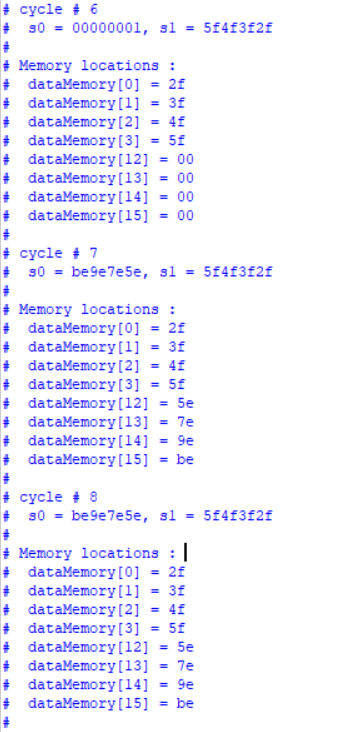 # cycle # 6
#  s0 = 00000001, s1 = 5f4f3f2f
#
# Memory locations :
#  dataMemory[0] = 2f
#  dataMemory[1] = 3f
#  dataMemory[2] = 4f
#  dataMemory[3] = 5f
#  dataMemory[12] = 00
#  dataMemory[13] = 00
#  dataMemory[14] = 00
#  dataMemory[15] = 00
#
# cycle # 7
#  s0 = be9e7e5e, s1 = 5f4f3f2f
#
# Memory locations :
#  dataMemory[0] = 2f
#  dataMemory[1] = 3f
#  dataMemory[2] = 4f
#  dataMemory[3] = 5f
#  dataMemory[12] = 5e
#  dataMemory[13] = 7e
#  dataMemory[14] = 9e
#  dataMemory[15] = be
#
# cycle # 8
#  s0 = be9e7e5e, s1 = 5f4f3f2f
#
# Memory locations :
#  dataMemory[0] = 2f
#  dataMemory[1] = 3f
#  dataMemory[2] = 4f
#  dataMemory[3] = 5f
#  dataMemory[12] = 5e
#  dataMemory[13] = 7e
#  dataMemory[14] = 9e
#  dataMemory[15] = be
#